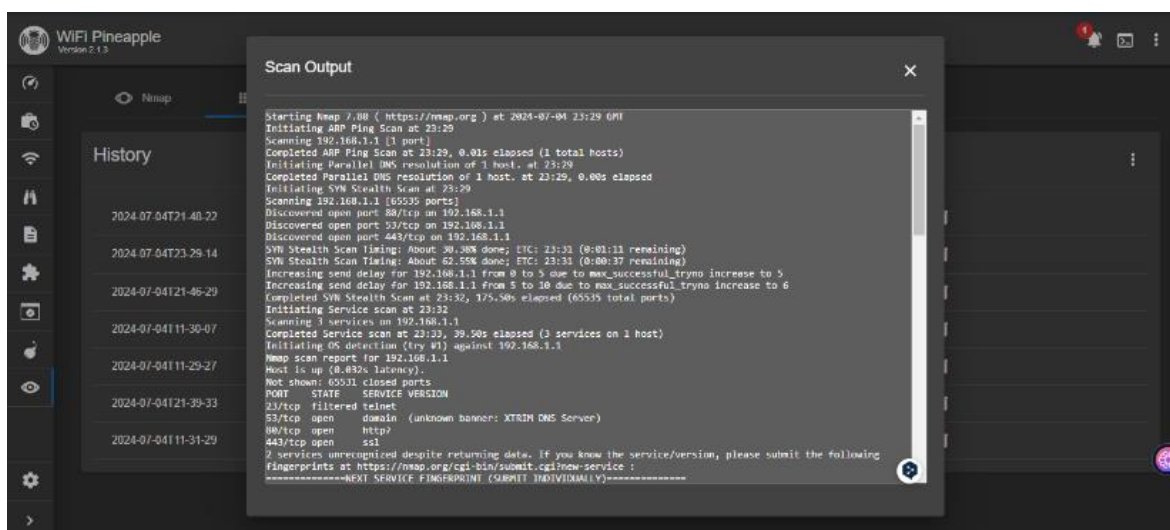 WiFi Pineapple
Version 2.1.3
1
Nmap
History
2024-07-04T21-48-22
2024-07-04T23-29-14
2024-07-04T21-46-29
2024-07-04T11-30-07
2024-07-04T11-29-27
2024-07-04T21-39-33
2024-07-04T11-31-29
Scan Output
Starting Nmap 7.80 ( https://nmap.org ) at 2024-07-04 23:29 GMT
Initiating ARP Ping Scan at 23:29
Scanning 192.168.1.1 [1 port]
Completed ARP Ping Scan at 23:29, 0.01s elapsed (1 total hosts)
Initiating Parallel DNS resolution of 1 host. at 23:29
Completed Parallel DNS resolution of 1 host. at 23:29, 0.00s elapsed
Initiating SYN Stealth Scan at 23:29
Scanning 192.168.1.1 [65535 ports]
Discovered open port 80/tcp on 192.168.1.1
Discovered open port 53/tcp on 192.168.1.1
Discovered open port 443/tcp on 192.168.1.1
SYN Stealth Scan Timing: About 30.38% done; ETC: 23:31 (0:01:11 remaining)
SYN Stealth Scan Timing: About 62.55% done; ETC: 23:31 (0:00:37 remaining)
Increasing send delay for 192.168.1.1 from 0 to 5 due to max_successful_tryno increase to 5
Increasing send delay for 192.168.1.1 from 5 to 10 due to max_successful_tryno increase to 6
Completed SYN Stealth Scan at 23:32, 175.50s elapsed (65535 total ports)
Initiating Service scan at 23:32
Scanning 3 services on 192.168.1.1
Completed Service scan at 23:33, 39.50s elapsed (3 services on 1 host)
Initiating OS detection (try #1) against 192.168.1.1
Nmap scan report for 192.168.1.1
Host is up (0.032s latency).
Not shown: 65531 closed ports
PORT STATE SERVICE VERSION
23/tcp filtered telnet
53/tcp open domain (unknown banner: XTRIM DNS Server)
80/tcp open http?
443/tcp open ssl
2 services unrecognized despite returning data. If you know the service/version, please submit the following
fingerprints at https://nmap.org/cgi-bin/submit.cgi?new-service :
==============NEXT SERVICE FINGERPRINT (SUBMIT INDIVIDUALLY)==============